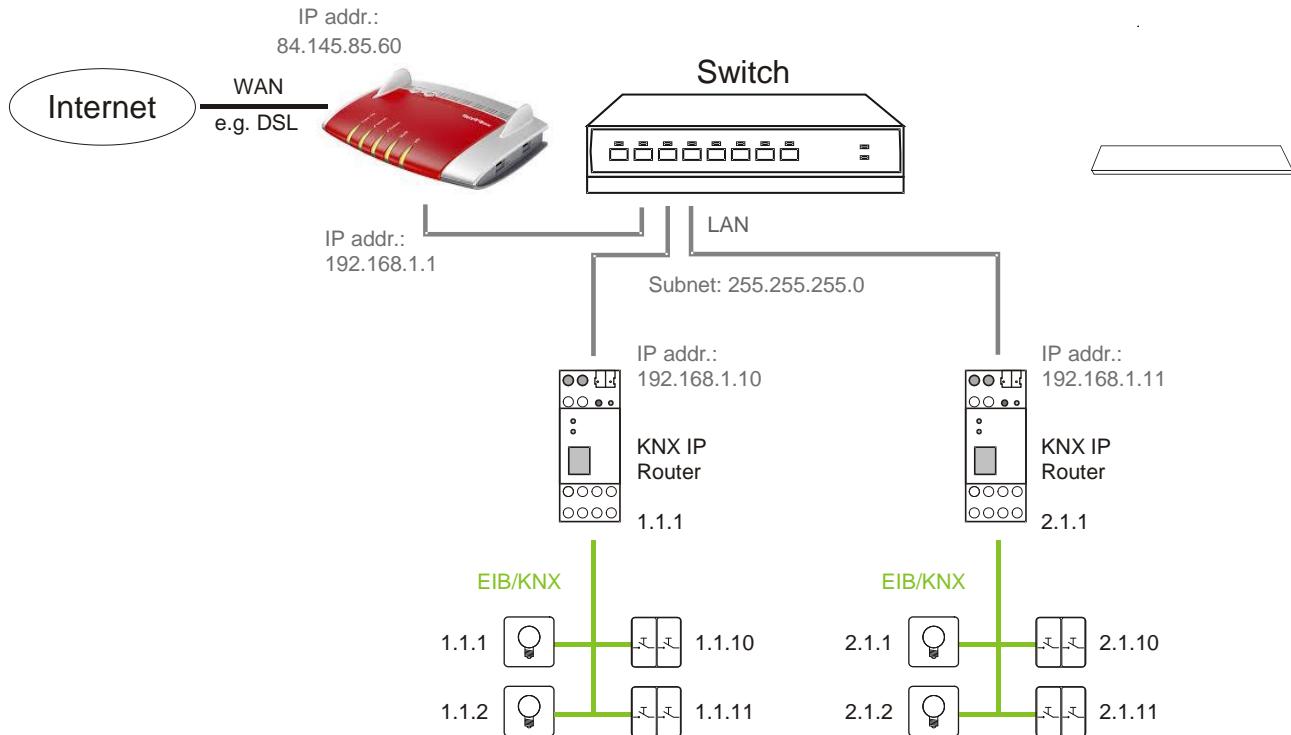 IP addr.:
84.145.85.60
Internet
WAN
e.g. DSL
Switch
IP addr.:
192.168.1.1
LAN
Subnet: 255.255.255.0
IP addr.:
192.168.1.10
IP addr.:
192.168.1.11
KNX IP
Router
1.1.1
KNX IP
Router
2.1.1
EIB/KNX
EIB/KNX
1.1.1
1.1.10
2.1.1
2.1.10
1.1.2
1.1.11
2.1.2
2.1.11